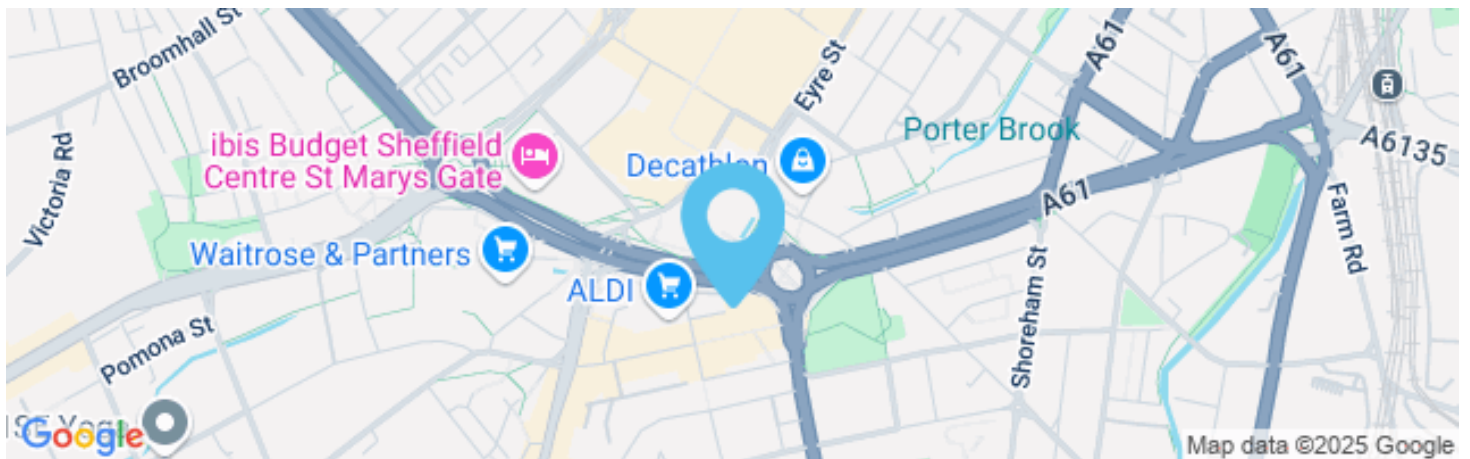 Broomhall St
Victoria Rd
ibis Budget Sheffield
Centre St Marys Gate
Waitrose & Partners
ALDI
Decathlon
Eyre St
Porter Brook
A61
A61
A61
A6135
Farm Rd
Shoreham St
Pomona St
Google
Map data ©2025 Google